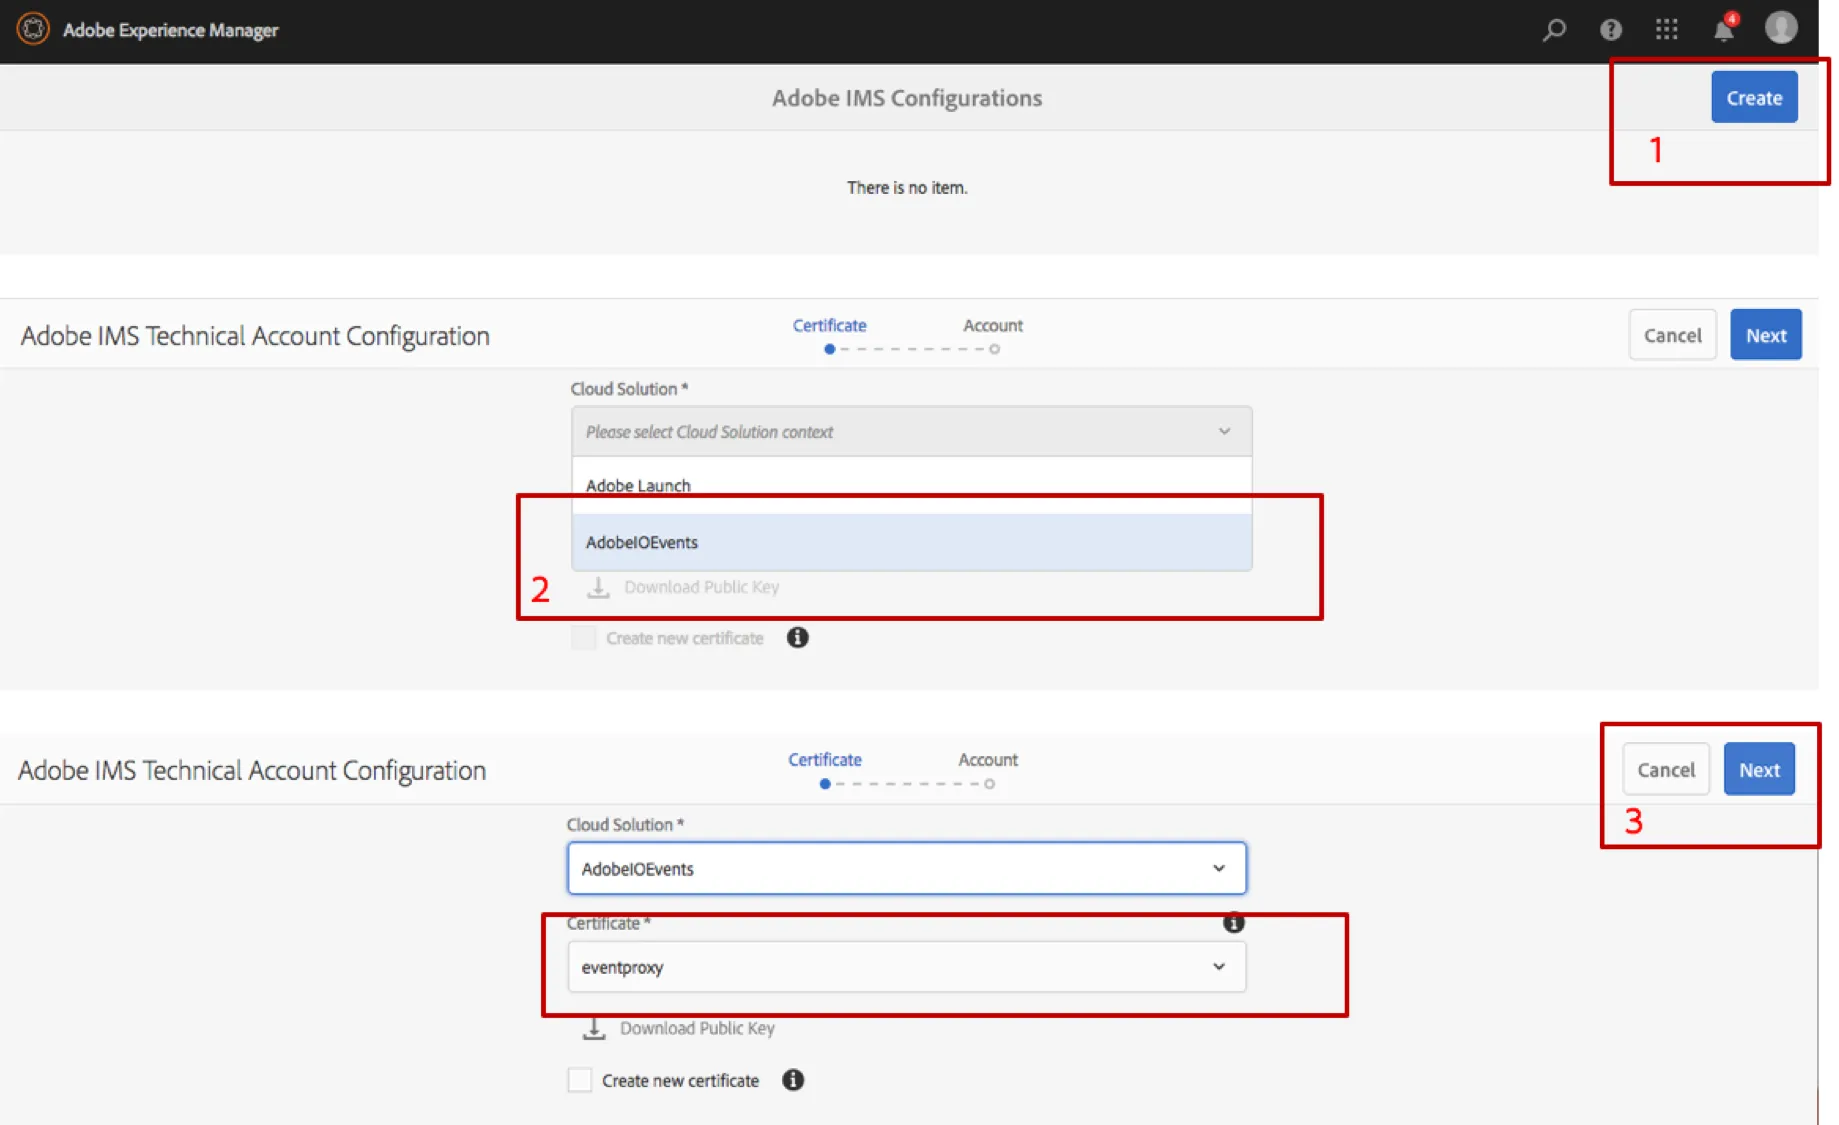 Adobe Experience Manager
4
Adobe IMS Configurations
Create
1
There is no item.
Adobe IMS Technical Account Configuration
Certificate
Account
Cancel
Next
Cloud Solution *
Please select Cloud Solution context
Adobe Launch
AdobeIOEvents
2
Download Public Key
Create new certificate
Adobe IMS Technical Account Configuration
Certificate
Account
Cancel
Next
3
Cloud Solution *
AdobeIOEvents
Certificate *
eventproxy
Download Public Key
Create new certificate